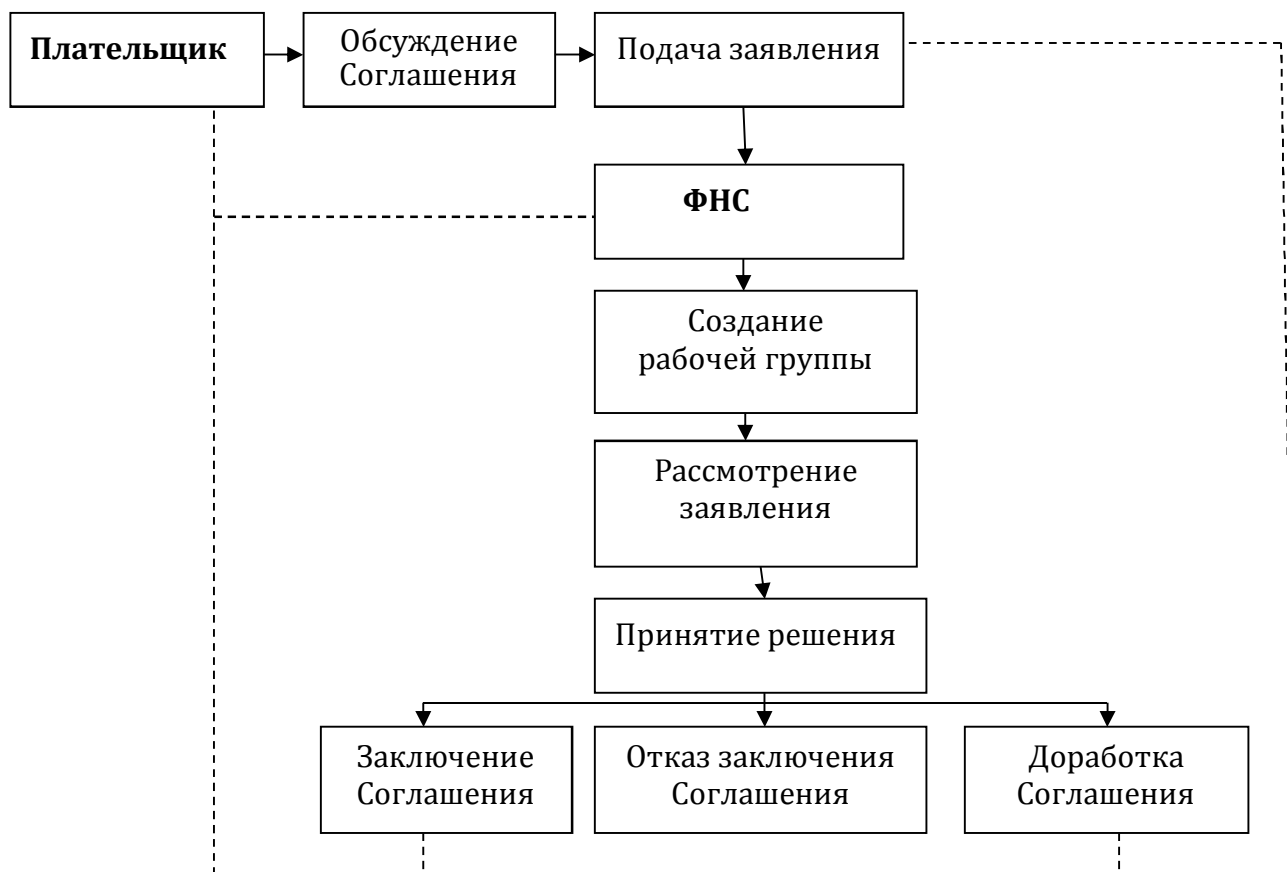 Плательщик
Обсуждение
Соглашения
Подача заявления
ФНС
Создание
рабочей группы
Рассмотрение
заявления
Принятие решения
Заключение
Соглашения
Отказ заключения
Соглашения
Доработка
Соглашения